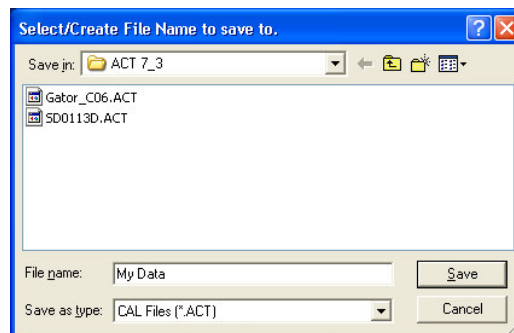 Select/Create File Name to save to.
Save in: ACT 7_3
Gator_C06.ACT
SD0113D.ACT
File name: My Data Save
Save as type: CAL Files (*.ACT) Cancel